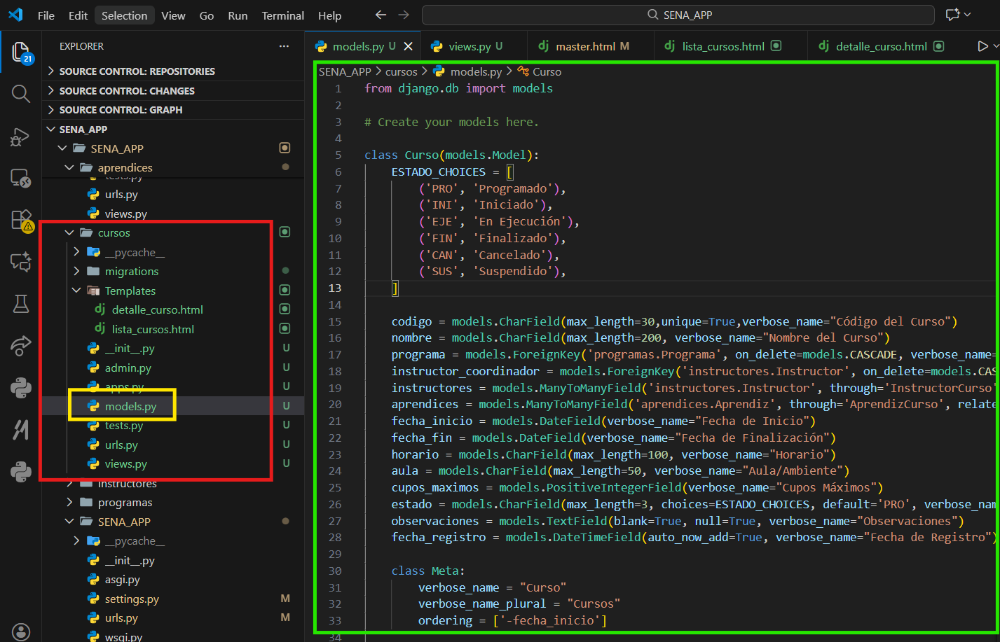 File Edit Selection View Go Run Terminal Help
SENA_APP
EXPLORER
SOURCE CONTROL: REPOSITORIES
SOURCE CONTROL: CHANGES
SOURCE CONTROL: GRAPH
SENA_APP
SENA_APP
aprendices
tests.py
urls.py
views.py
cursos
__pycache__
migrations
Templates
detalle_curso.html
lista_cursos.html
__init__.py U
admin.py U
apps.py U
models.py U
tests.py U
urls.py U
views.py U
instructores
programas
SENA_APP
__pycache__
__init__.py
asgi.py
settings.py M
urls.py M
wsgi.py
21
models.py U
views.py U
master.html M
lista_cursos.html
detalle_curso.html
SENA_APP > cursos > models.py > Curso
1 from django.db import models
2
3 # Create your models here.
4
5 class Curso(models.Model):
6 ESTADO_CHOICES = [
7 ('PRO', 'Programado'),
8 ('INI', 'Iniciado'),
9 ('EJE', 'En Ejecución'),
10 ('FIN', 'Finalizado'),
11 ('CAN', 'Cancelado'),
12 ('SUS', 'Suspendido'),
13 ]
14
15 codigo = models.CharField(max_length=30,unique=True,verbose_name="Código del Curso")
16 nombre = models.CharField(max_length=200, verbose_name="Nombre del Curso")
17 programa = models.ForeignKey('programas.Programa', on_delete=models.CASCADE, verbose_name=
18 instructor_coordinador = models.ForeignKey('instructores.Instructor', on_delete=models.CAS
19 instructores = models.ManyToManyField('instructores.Instructor', through='InstructorCurso'
20 aprendices = models.ManyToManyField('aprendices.Aprendiz', through='AprendizCurso', relate
21 fecha_inicio = models.DateField(verbose_name="Fecha de Inicio")
22 fecha_fin = models.DateField(verbose_name="Fecha de Finalización")
23 horario = models.CharField(max_length=100, verbose_name="Horario")
24 aula = models.CharField(max_length=50, verbose_name="Aula/Ambiente")
25 cupos_maximos = models.PositiveIntegerField(verbose_name="Cupos Máximos")
26 estado = models.CharField(max_length=3, choices=ESTADO_CHOICES, default='PRO', verbose_nam
27 observaciones = models.TextField(blank=True, null=True, verbose_name="Observaciones")
28 fecha_registro = models.DateTimeField(auto_now_add=True, verbose_name="Fecha de Registro")
29
30 class Meta:
31 verbose_name = "Curso"
32 verbose_name_plural = "Cursos"
33 ordering = ['-fecha_inicio']
34